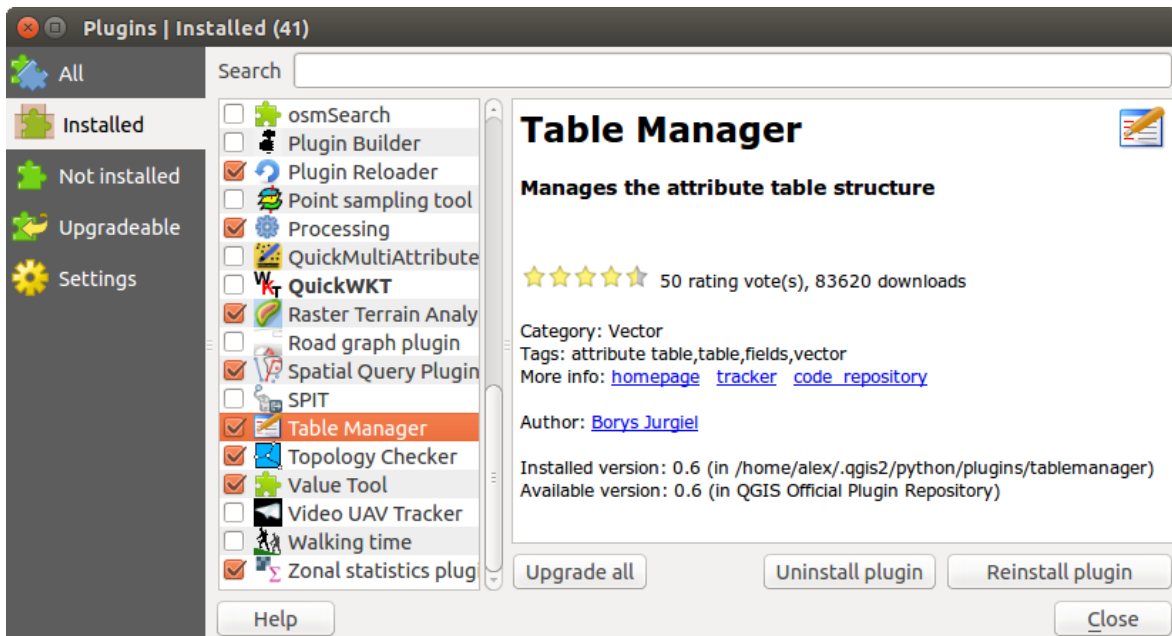 Plugins | Installed (41)
All
Installed
Not installed
Upgradeable
Settings
Search
osmSearch
Plugin Builder
Plugin Reloader
Point sampling tool
Processing
QuickMultiAttribute
QuickWKT
Raster Terrain Analy
Road graph plugin
Spatial Query Plugin
SPIT
Table Manager
Topology Checker
Value Tool
Video UAV Tracker
Walking time
Zonal statistics plugi
Table Manager
Manages the attribute table structure
50 rating vote(s), 83620 downloads
Category: Vector
Tags: attribute table,table,fields,vector
More info: homepage tracker code_repository
Author: Borys Jurgiel
Installed version: 0.6 (in /home/alex/.qgis2/python/plugins/tablemanager)
Available version: 0.6 (in QGIS Official Plugin Repository)
Upgrade all
Uninstall plugin
Reinstall plugin
Help
Close